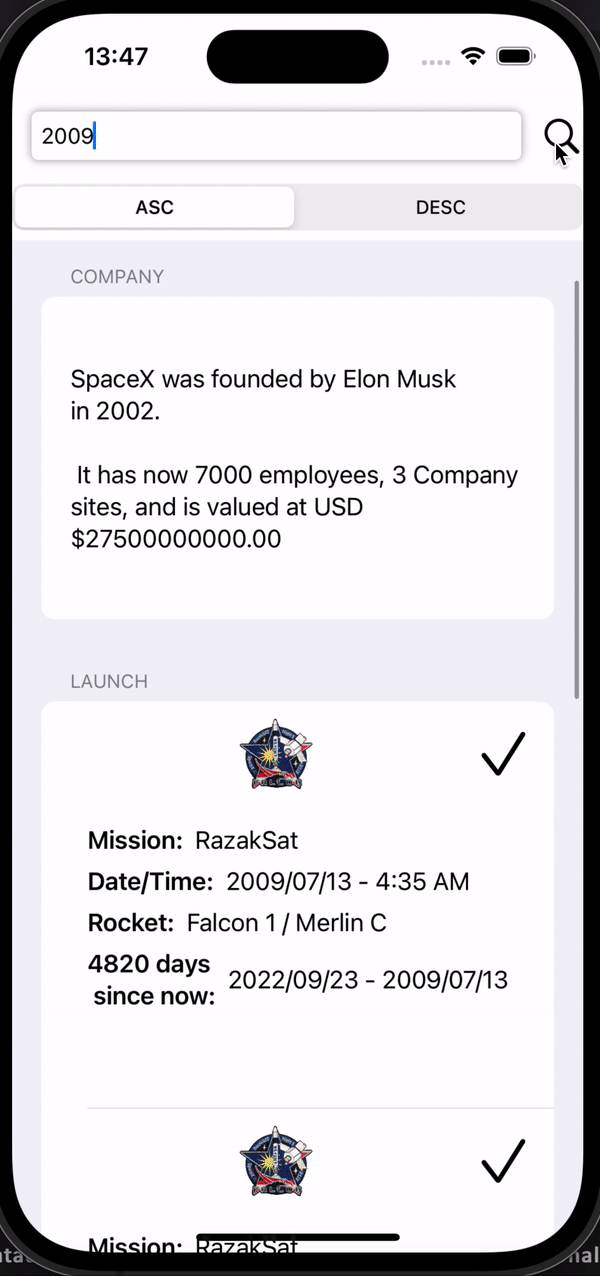 13:47
2009
ASC DESC
COMPANY
SpaceX was founded by Elon Musk
in 2002.
It has now 7000 employees, 3 Company
sites, and is valued at USD
$27500000000.00
LAUNCH
Mission: RazakSat
Date/Time: 2009/07/13 - 4:35 AM
Rocket: Falcon 1 / Merlin C
4820 days
since now: 2022/09/23 - 2009/07/13
Mission: RazakSat